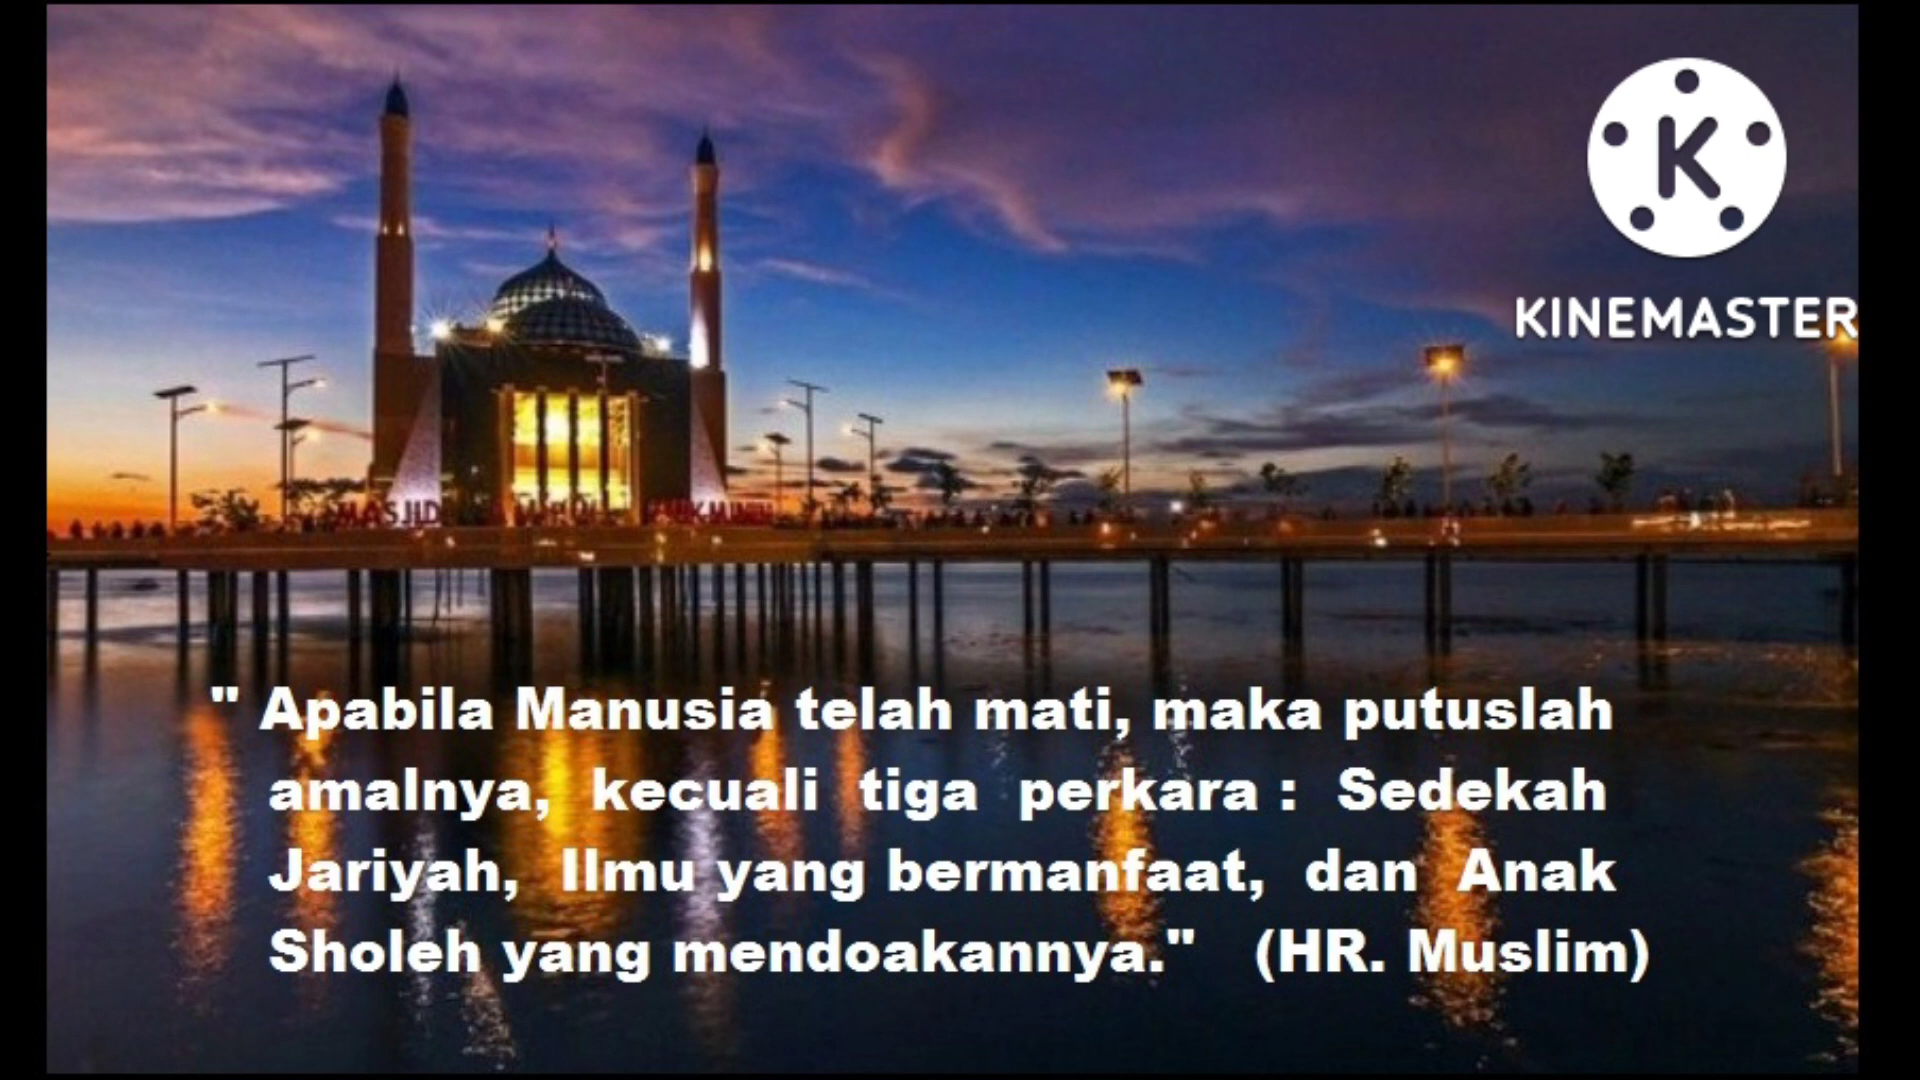 KINEMASTER
MASJID
" Apabila Manusia telah mati, maka putuslah
amalnya, kecuali tiga perkara : Sedekah
Jariyah, Ilmu yang bermanfaat, dan Anak
Sholeh yang mendoakannya." (HR. Muslim)